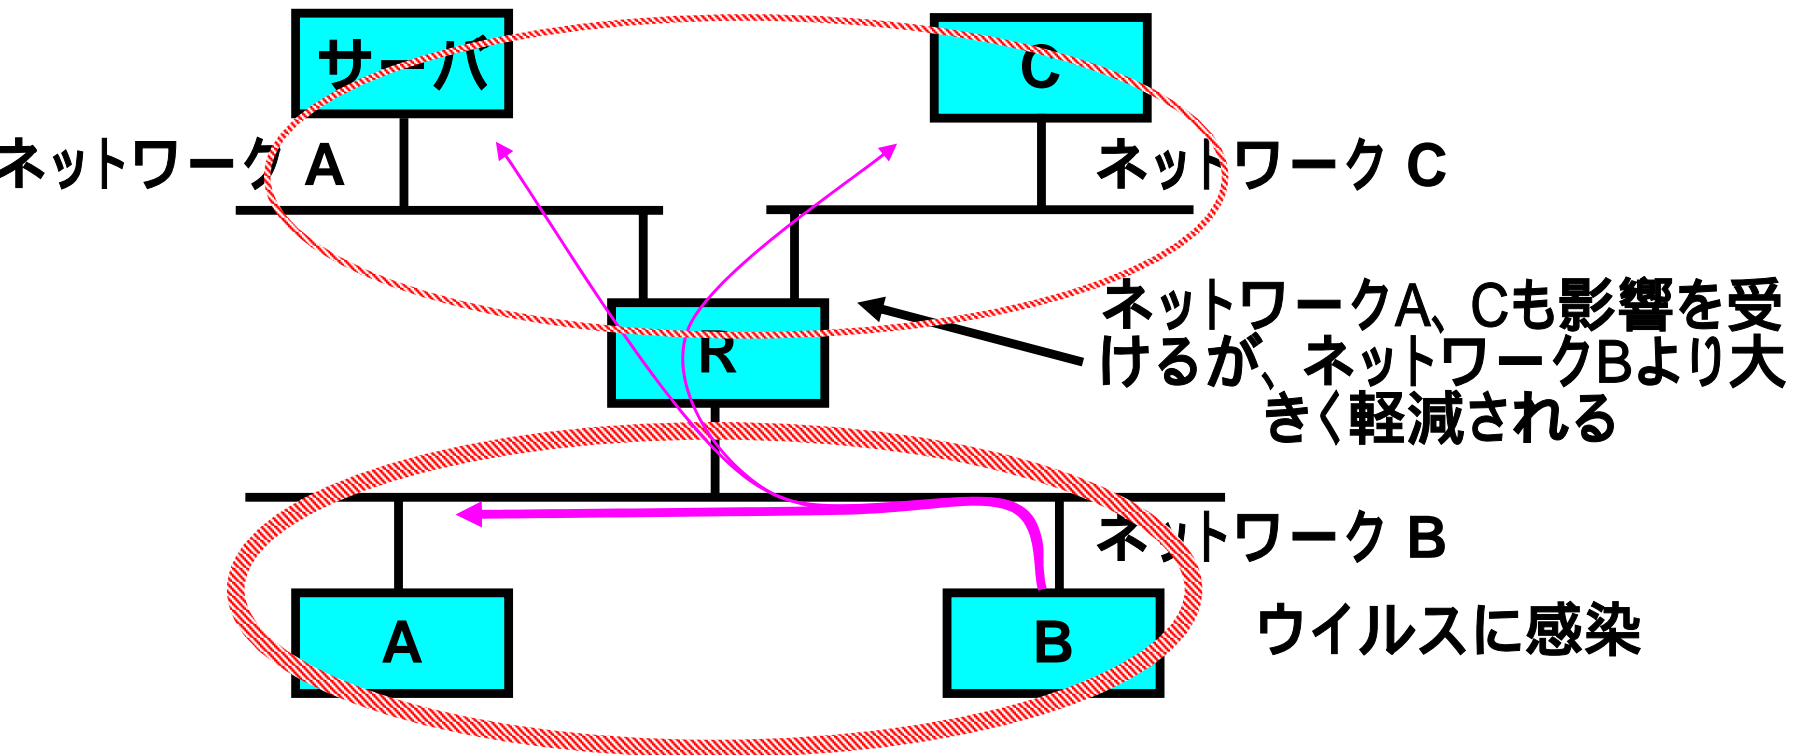 サーバ
C
ネットワーク A
ネットワーク C
ネットワークA、Cも影響を受
けるが、ネットワークBより大
きく軽減される
R
ネットワーク B
A
B
ウイルスに感染